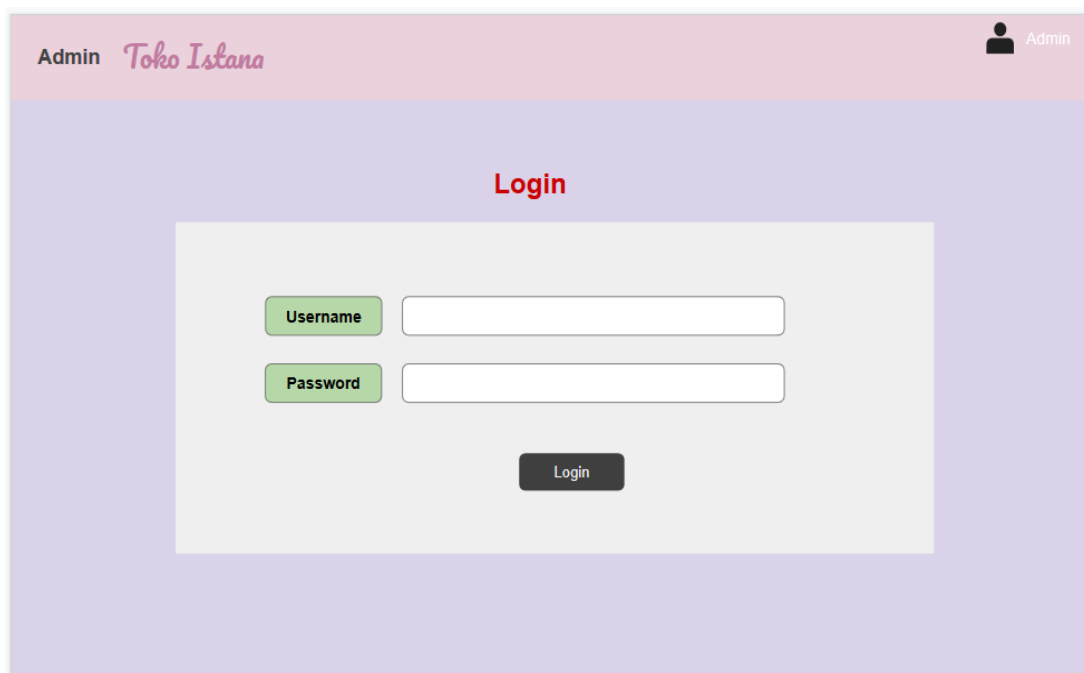 Admin Toko Istana
Admin
Login
Username
Password
Login